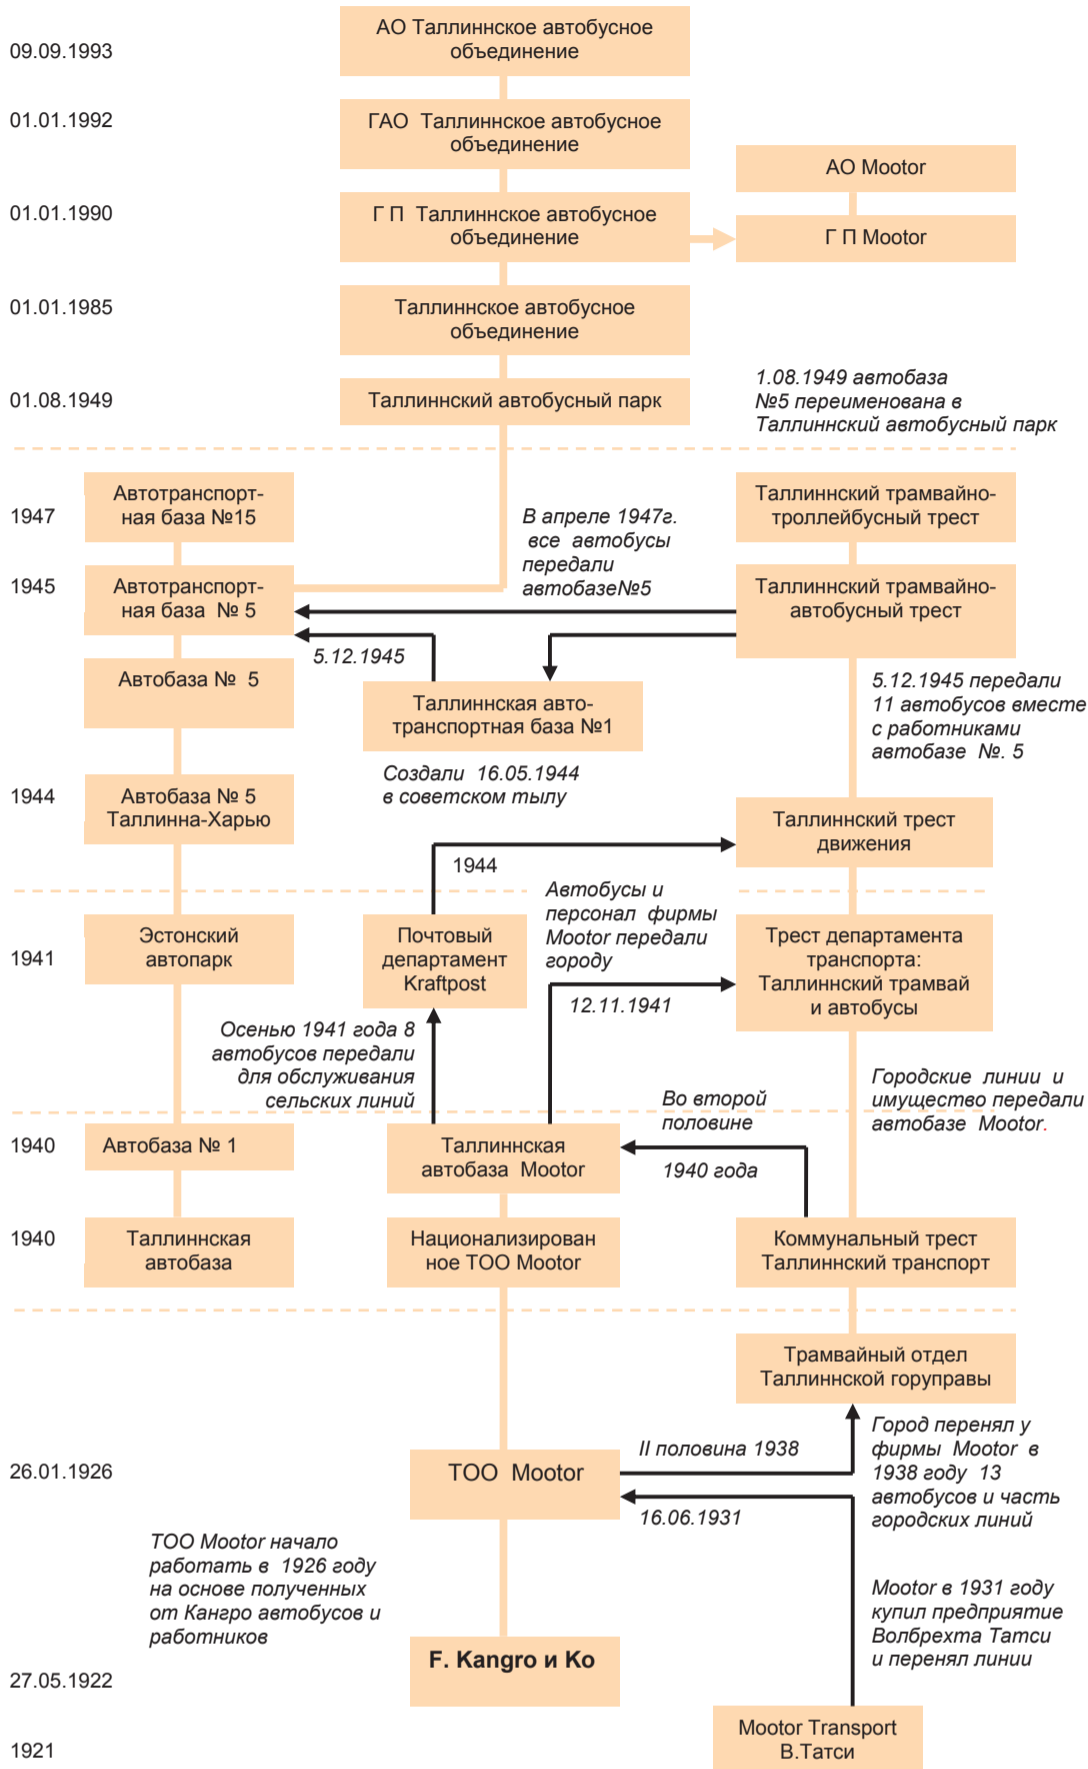 09.09.1993
АО Таллиннское автобусное
объединение
01.01.1992
ГАО Таллиннское автобусное
объединение
АО Mootor
01.01.1990
Г П Таллиннское автобусное
объединение
Г П Mootor
01.01.1985
Таллиннское автобусное
объединение
01.08.1949
Таллиннский автобусный парк
1.08.1949 автобаза
№5 переименована в
Таллиннский автобусный парк
1947
Автотранспорт-
ная база №15
В апреле 1947г.
все автобусы
передали
автобазе№5
Таллиннский трамвайно-
троллейбусный трест
1945
Автотранспорт-
ная база № 5
Таллиннский трамвайно-
автобусный трест
5.12.1945
Автобаза № 5
Таллиннская авто-
транспортная база №1
5.12.1945 передали
11 автобусов вместе
с работниками
автобазе №. 5
Создали 16.05.1944
в советском тылу
1944
Автобаза № 5
Таллинна-Харью
Таллиннский трест
движения
1944
Автобусы и
персонал фирмы
Mootor передали
городу
1941
Эстонский
автопарк
Почтовый
департамент
Kraftpost
Трест департамента
транспорта:
Таллиннский трамвай
и автобусы
12.11.1941
Осенью 1941 года 8
автобусов передали
для обслуживания
сельских линий
Городские линии и
имущество передали
автобазе Mootor.
Во второй
половине
1940 года
1940
Автобаза № 1
Таллиннская
автобаза Mootor
1940
Таллиннская
автобаза
Национализирован
ное ТОО Mootor
Коммунальный трест
Таллиннский транспорт
Трамвайный отдел
Таллиннской горуправы
26.01.1926
ТОО Mootor
II половина 1938
16.06.1931
Город перенял у
фирмы Mootor в
1938 году 13
автобусов и часть
городских линий
ТОО Mootor начало
работать в 1926 году
на основе полученных
от Кангро автобусов и
работников
Mootor в 1931 году
купил предприятие
Волбрехта Татси
и перенял линии
27.05.1922
F. Kangro и Ko
1921
Mootor Transport
В.Татси